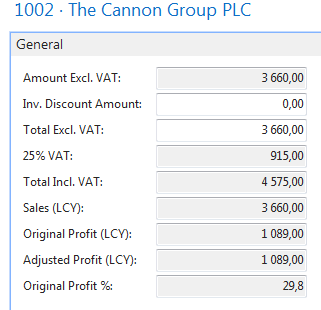 1002 · The Cannon Group PLC
General
Amount Excl. VAT: 3 660,00
Inv. Discount Amount: 0,00
Total Excl. VAT: 3 660,00
25% VAT: 915,00
Total Incl. VAT: 4 575,00
Sales (LCY): 3 660,00
Original Profit (LCY): 1 089,00
Adjusted Profit (LCY): 1 089,00
Original Profit %: 29,8